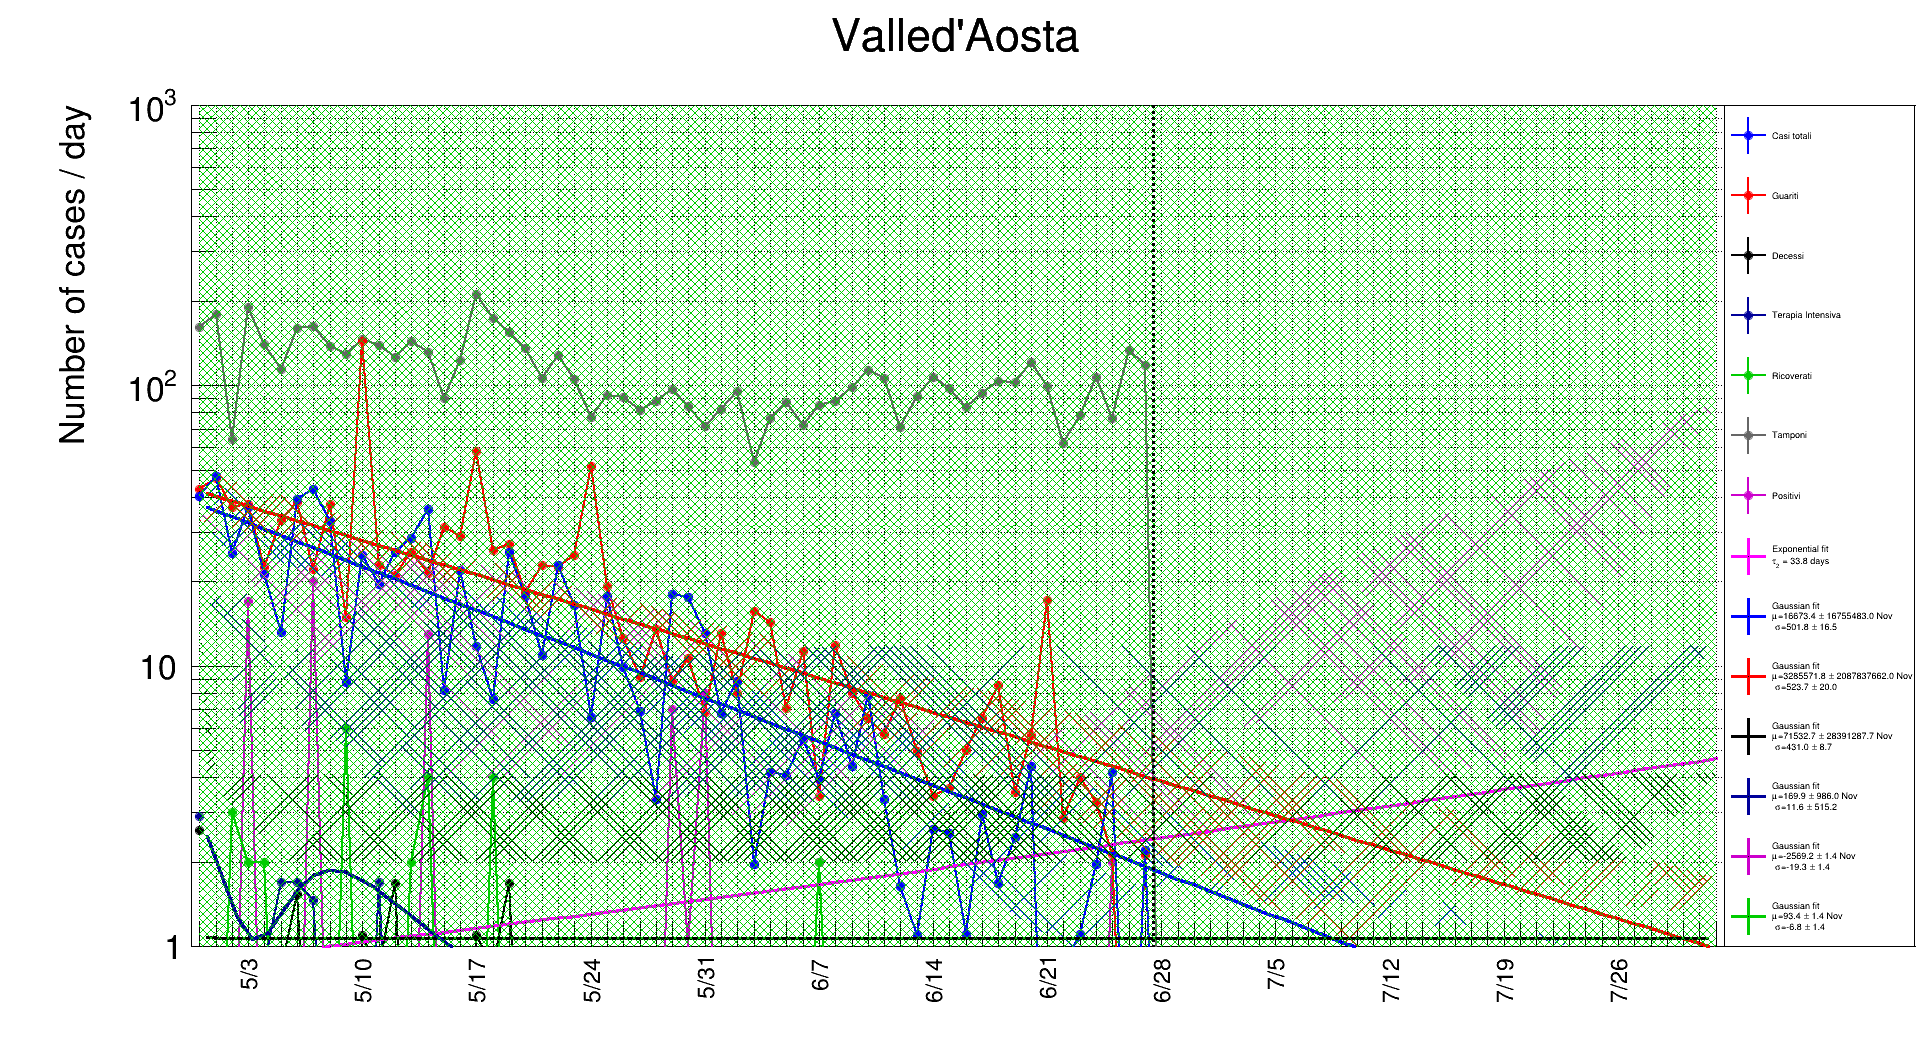 Valled'Aosta
Number of cases / day
10³
10²
10
1
5/3
5/10
5/17
5/24
5/31
6/7
6/14
6/21
6/28
7/5
7/12
7/19
7/26
Casi totali
Guariti
Decessi
Terapia Intensiva
Ricoverati
Tamponi
Positivi
Exponential fit
τ₂ = 33.8 days
Gaussian fit
μ=16673.4 ± 16755483.0 Nov
σ=501.8 ± 16.5
Gaussian fit
μ=3285571.8 ± 2087837662.0 Nov
σ=523.7 ± 20.0
Gaussian fit
μ=71532.7 ± 28391287.7 Nov
σ=431.0 ± 8.7
Gaussian fit
μ=169.9 ± 986.0 Nov
σ=11.6 ± 515.2
Gaussian fit
μ=-2569.2 ± 1.4 Nov
σ=-19.3 ± 1.4
Gaussian fit
μ=93.4 ± 1.4 Nov
σ=-6.8 ± 1.4